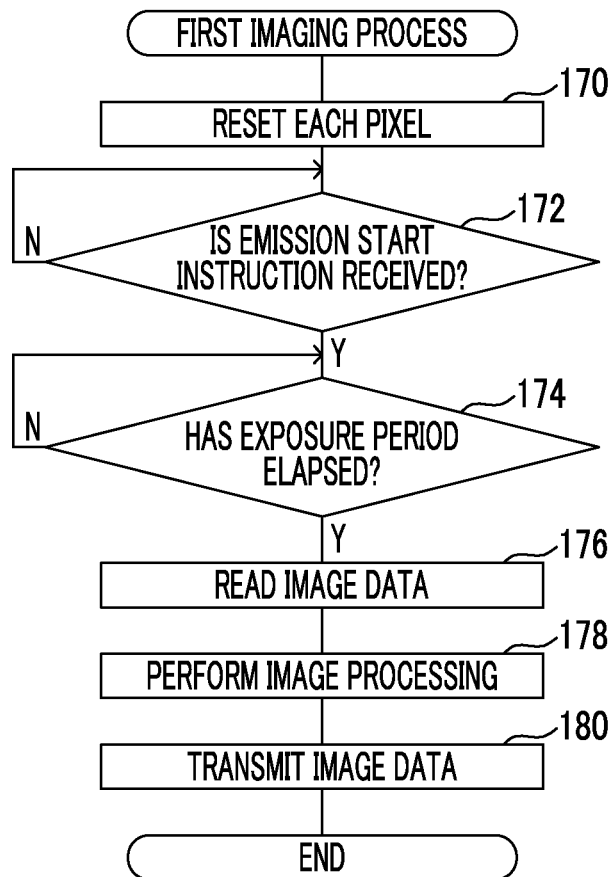 FIRST IMAGING PROCESS
170
RESET EACH PIXEL
172
N
IS EMISSION START
INSTRUCTION RECEIVED?
Y
174
N
HAS EXPOSURE PERIOD
ELAPSED?
Y
176
READ IMAGE DATA
178
PERFORM IMAGE PROCESSING
180
TRANSMIT IMAGE DATA
END